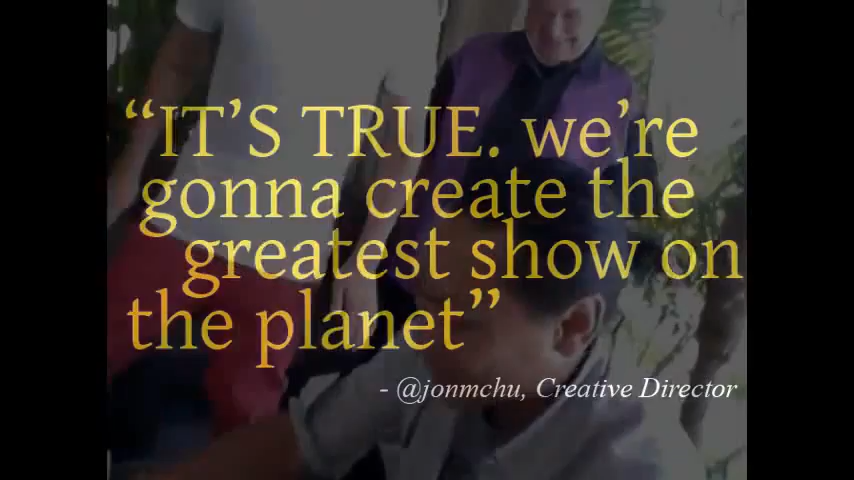 “IT’S TRUE. we’re
gonna create the
greatest show on
the planet”
- @jonmchu, Creative Director